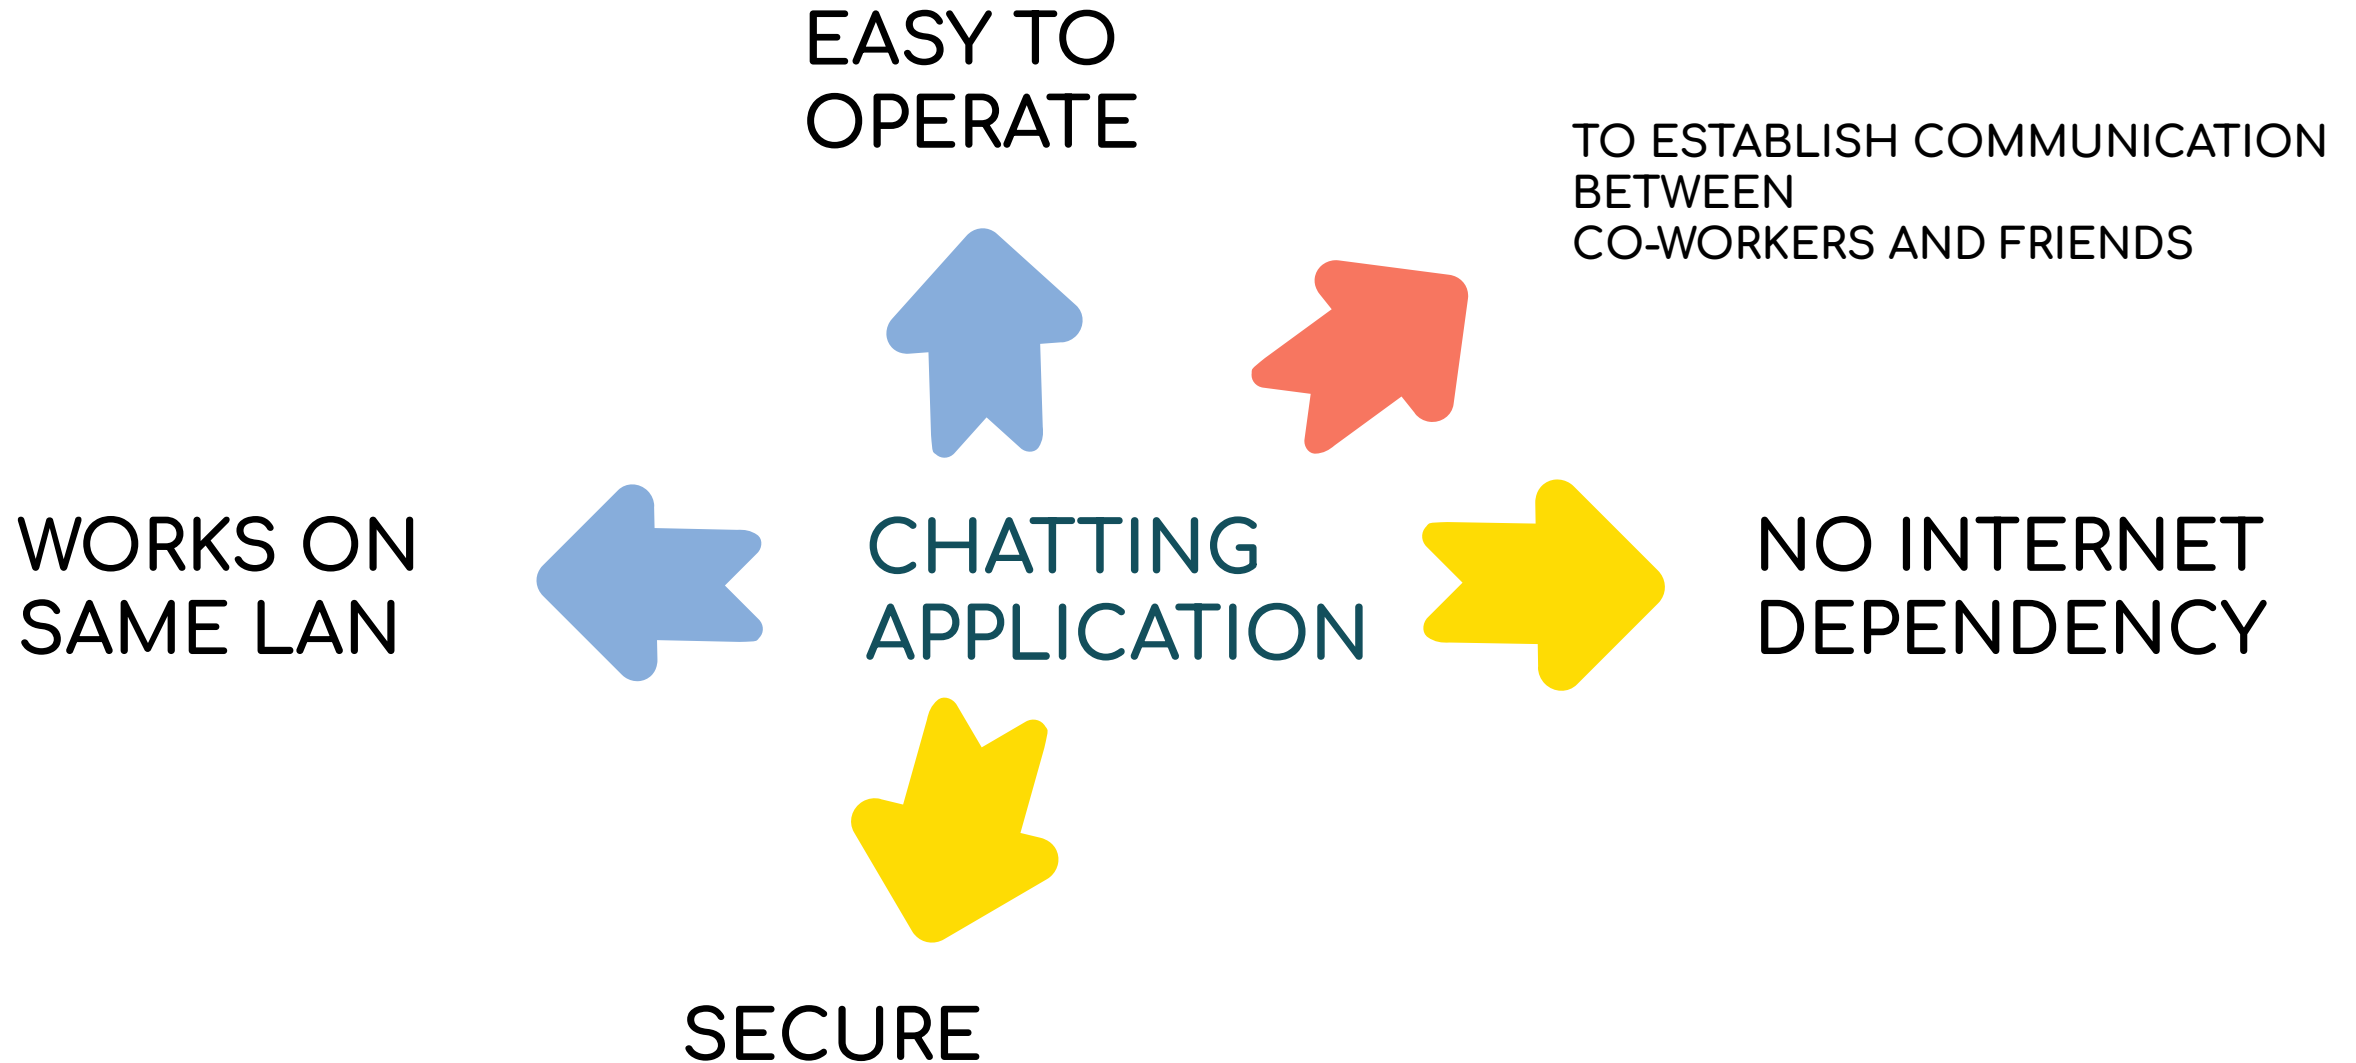 EASY TO
OPERATE
TO ESTABLISH COMMUNICATION
BETWEEN
CO-WORKERS AND FRIENDS
WORKS ON
SAME LAN
CHATTING
APPLICATION
NO INTERNET
DEPENDENCY
SECURE